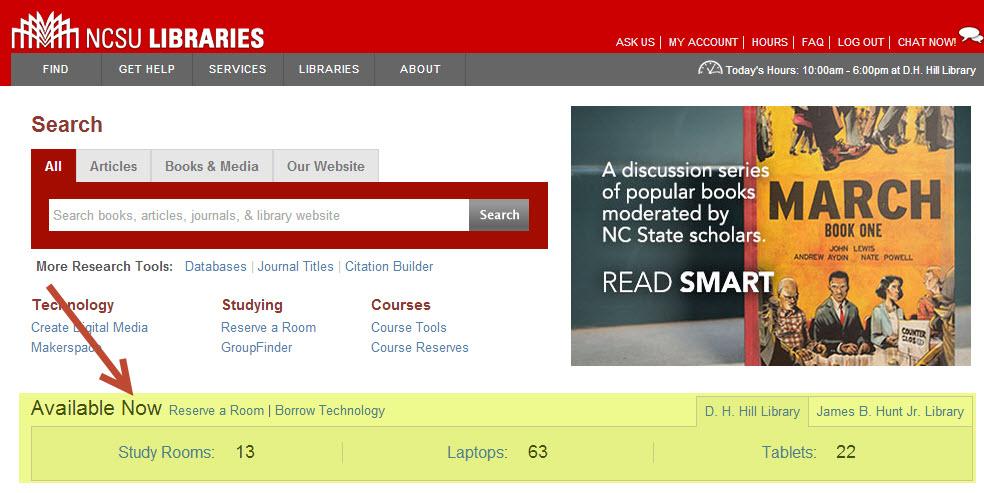 NCSU LIBRARIES
ASK US | MY ACCOUNT | HOURS | FAQ | LOG OUT | CHAT NOW!
FIND GET HELP SERVICES LIBRARIES ABOUT
Today's Hours: 10:00am - 6:00pm at D.H. Hill Library
Search
All Articles Books & Media Our Website
Search books, articles, journals, & library website Search
More Research Tools: Databases | Journal Titles | Citation Builder
Technology Studying Courses
Create Digital Media Reserve a Room Course Tools
Makerspace GroupFinder Course Reserves
A discussion series
of popular books
moderated by
NC State scholars.
READ SMART
MARCH
BOOK ONE
JOHN LEWIS
ANDREW AYDIN NATE POWELL
COUNTER
CLOSED
Available Now Reserve a Room | Borrow Technology D. H. Hill Library James B. Hunt Jr. Library
Study Rooms: 13 Laptops: 63 Tablets: 22